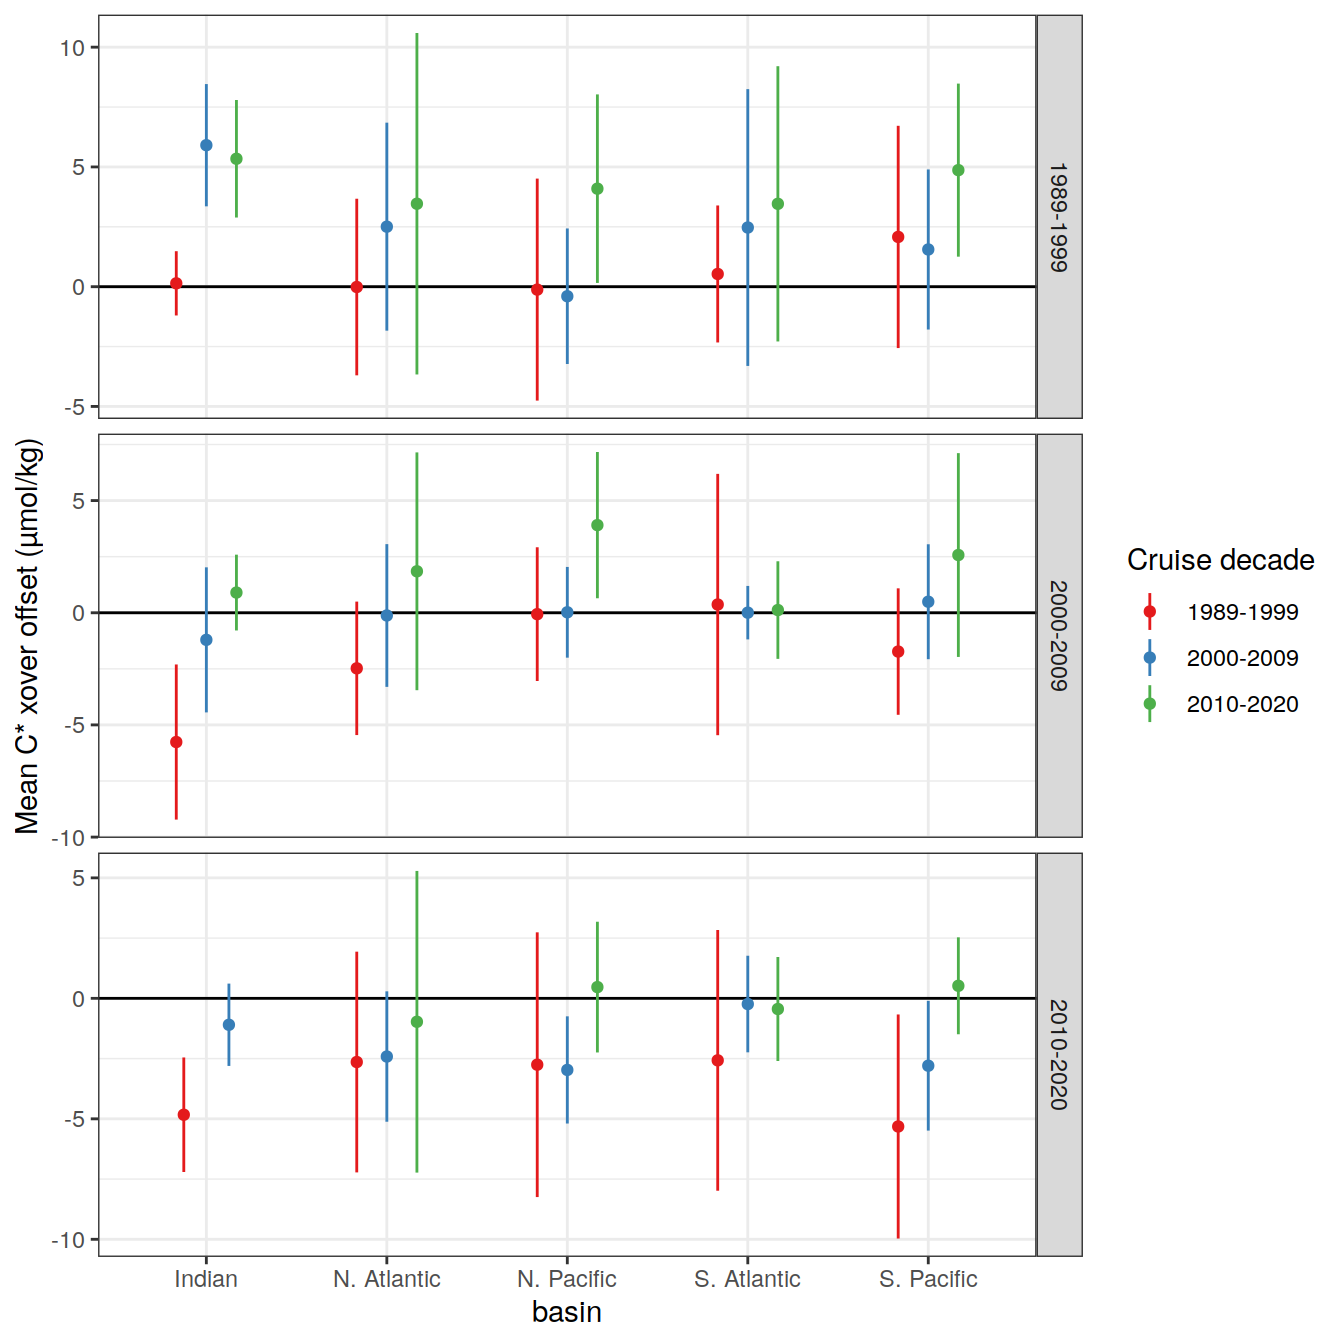 10
5
0
-5
1989-1999
5
0
-5
-10
2000-2009
5
0
-5
-10
2010-2020
Mean C* xover offset (µmol/kg)
Indian
N. Atlantic
N. Pacific
S. Atlantic
S. Pacific
basin
Cruise decade
1989-1999
2000-2009
2010-2020